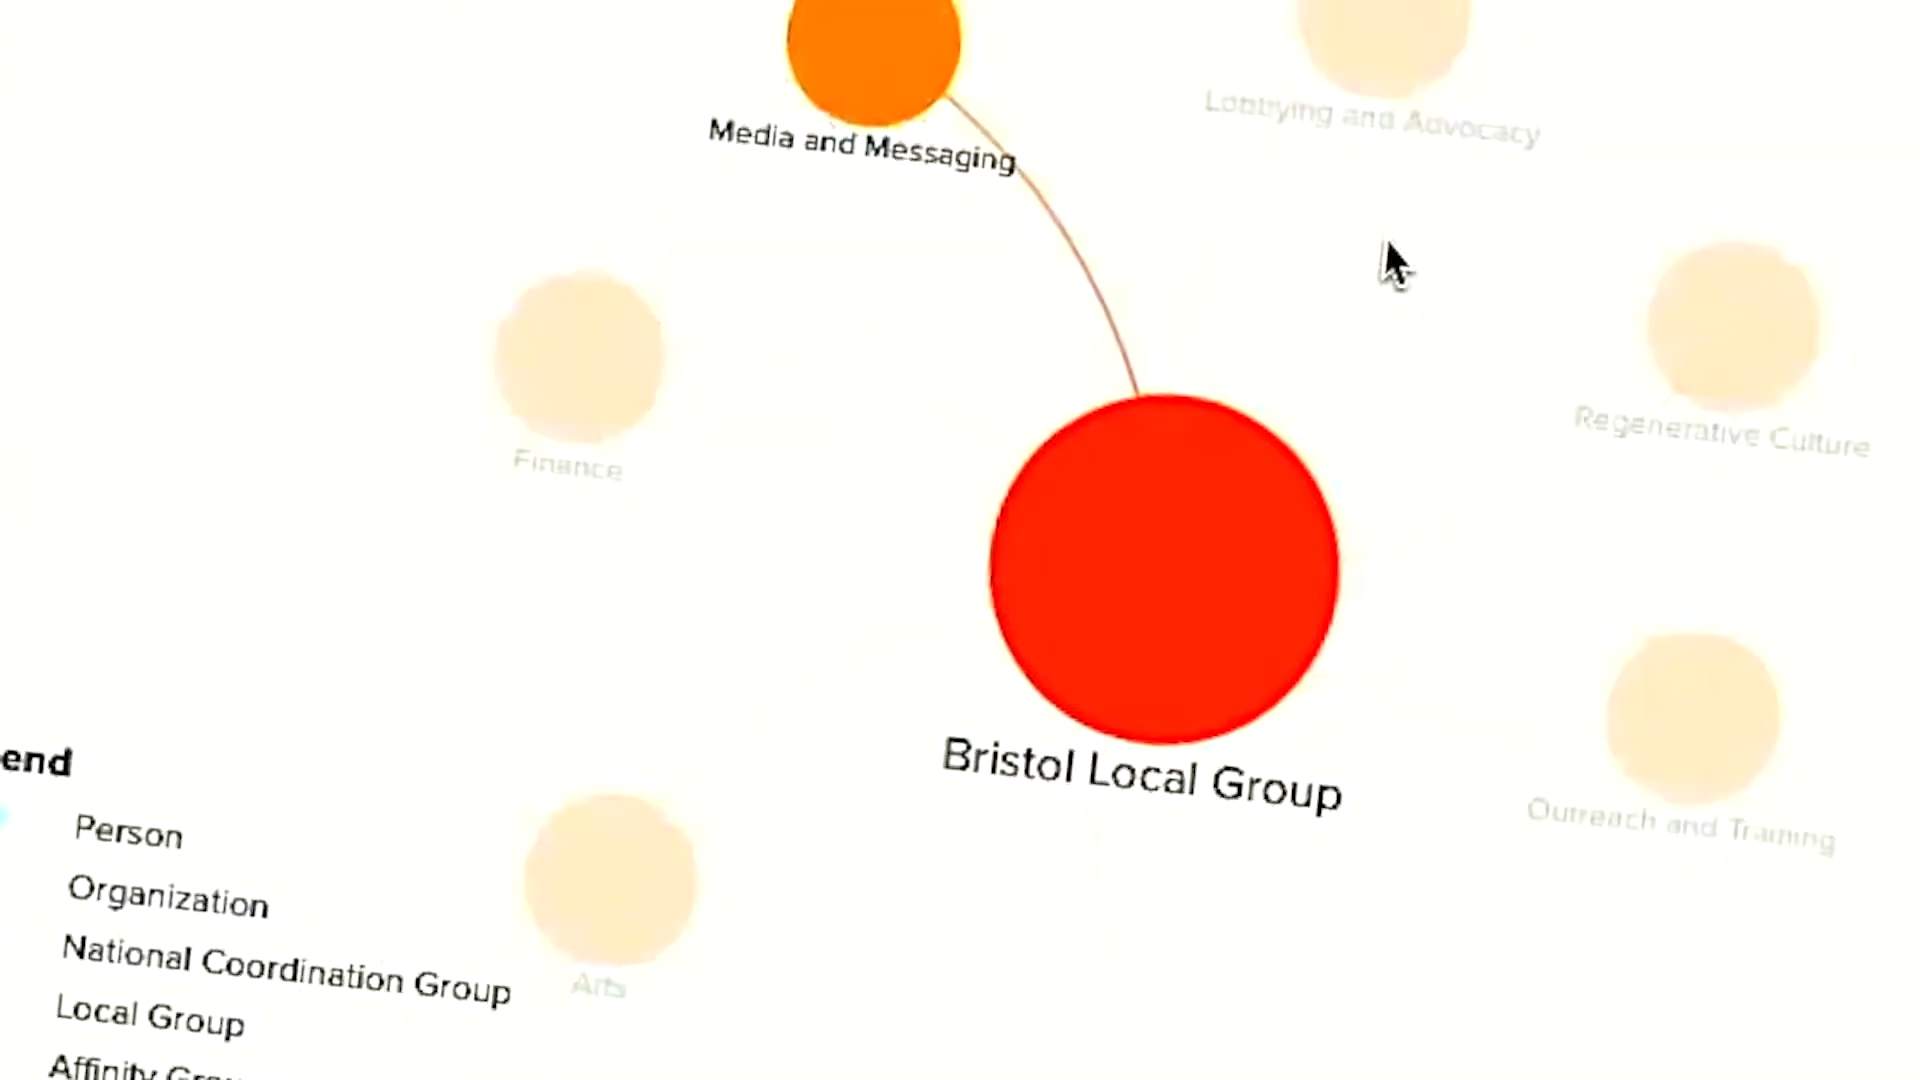 Lobbying and Advocacy
Media and Messaging
Regenerative Culture
Finance
Bristol Local Group
Outreach and Training
end
Person
Organization
National Coordination Group
Arts
Local Group
Affinity